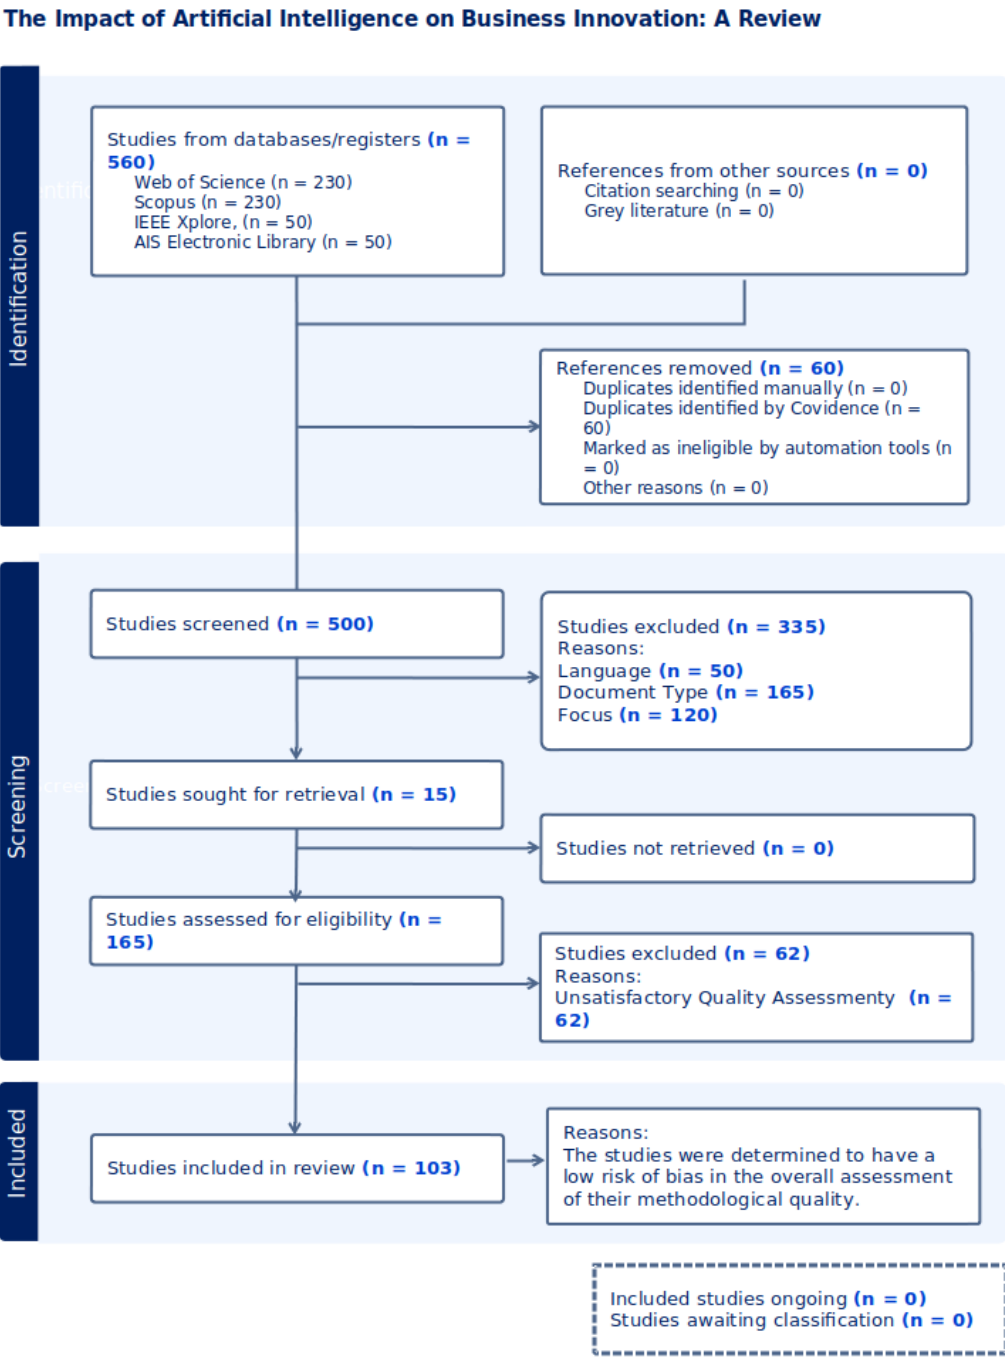 The Impact of Artificial Intelligence on Business Innovation: A Review
Identification
Studies from databases/registers (n =
560)
Web of Science (n = 230)
Scopus (n = 230)
IEEE Xplore, (n = 50)
AIS Electronic Library (n = 50)
References from other sources (n = 0)
Citation searching (n = 0)
Grey literature (n = 0)
References removed (n = 60)
Duplicates identified manually (n = 0)
Duplicates identified by Covidence (n =
60)
Marked as ineligible by automation tools (n
= 0)
Other reasons (n = 0)
Screening
Studies screened (n = 500)
Studies excluded (n = 335)
Reasons:
Language (n = 50)
Document Type (n = 165)
Focus (n = 120)
Studies sought for retrieval (n = 15)
Studies not retrieved (n = 0)
Studies assessed for eligibility (n =
165)
Studies excluded (n = 62)
Reasons:
Unsatisfactory Quality Assessmenty (n =
62)
Included
Studies included in review (n = 103)
Reasons:
The studies were determined to have a
low risk of bias in the overall assessment
of their methodological quality.
Included studies ongoing (n = 0)
Studies awaiting classification (n = 0)